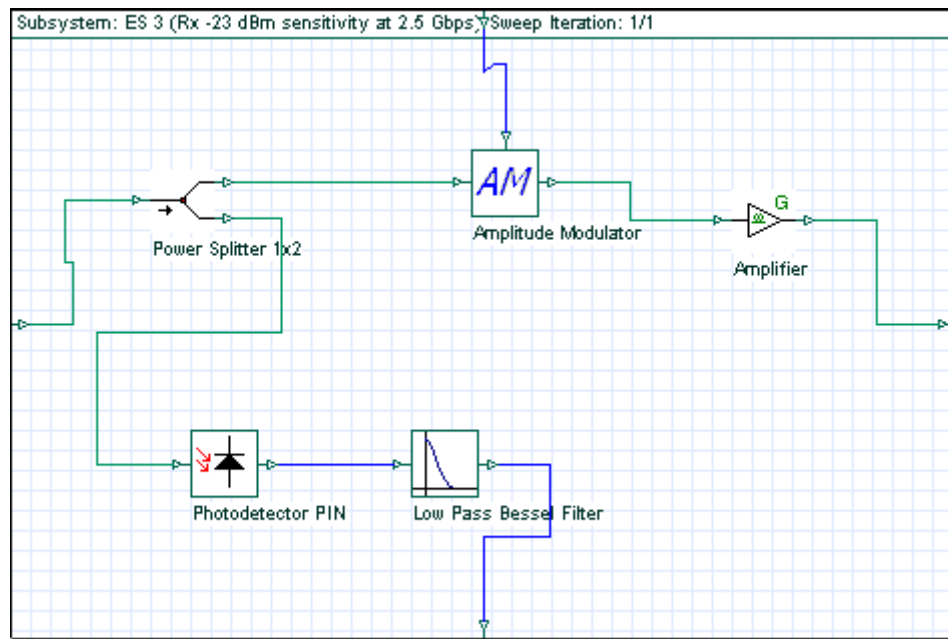 Subsystem: ES 3 (Rx -23 dBm sensitivity at 2.5 Gbps) Sweep Iteration: 1/1
AM
G
Power Splitter 1x2
Amplitude Modulator
Amplifier
Photodetector PIN
Low Pass Bessel Filter